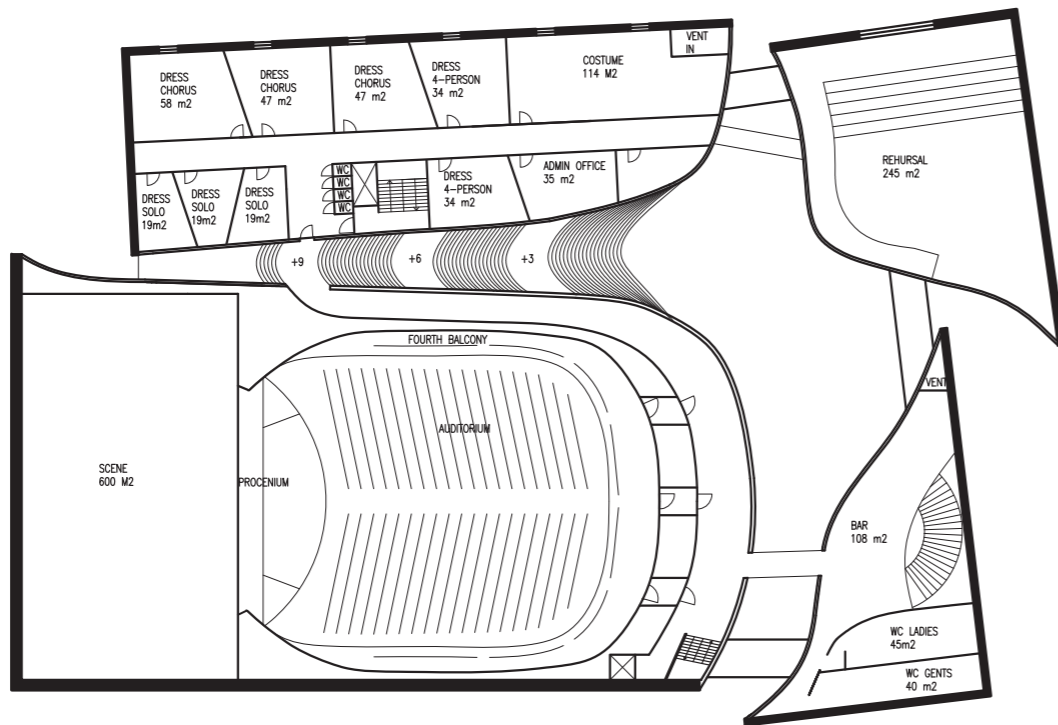 VENT
IN
DRESS
CHORUS
58 m2
DRESS
CHORUS
47 m2
DRESS
CHORUS
47 m2
DRESS
4-PERSON
34 m2
COSTUME
114 M2
REHURSAL
245 m2
DRESS
SOLO
19m2
DRESS
SOLO
19m2
DRESS
SOLO
19m2
WC
WC
WC
WC
DRESS
4-PERSON
34 m2
ADMIN OFFICE
35 m2
+9
+6
+3
FOURTH BALCONY
AUDITORIUM
SCENE
600 M2
PROCENIUM
VENT
BAR
108 m2
WC LADIES
45m2
WC GENTS
40 m2